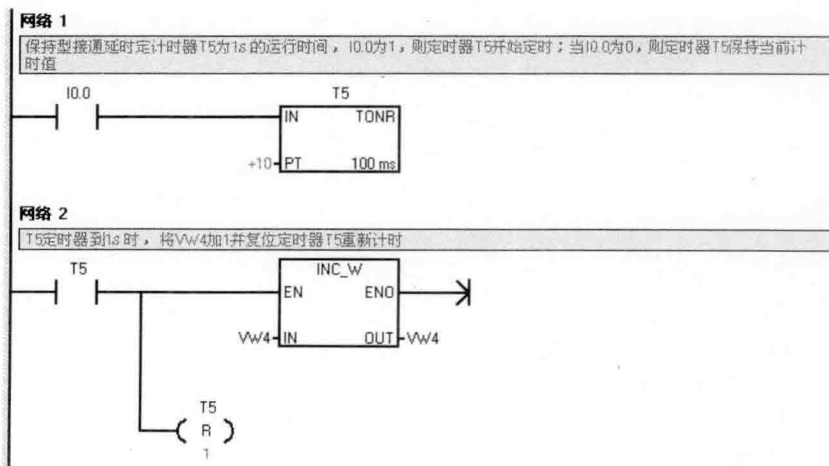 网络 1
保持型接通延时定计时器T5为1s的运行时间，I0.0为1，则定时器T5开始定时；当I0.0为0，则定时器T5保持当前计
时值
I0.0
T5
IN TONR
+10 PT 100 ms
网络 2
T5定时器到1s时，将VW4加1并复位定时器T5重新计时
T5
INC_W
EN ENO
VW4 IN OUT VW4
T5
R
1